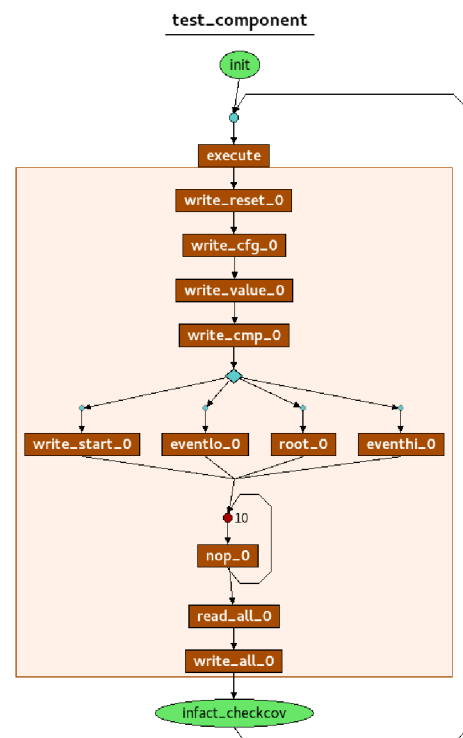 test_component
init
execute
write_reset_0
write_cfg_0
write_value_0
write_cmp_0
write_start_0 eventlo_0 root_0 eventhi_0
10
nop_0
read_all_0
write_all_0
infact_checkcov